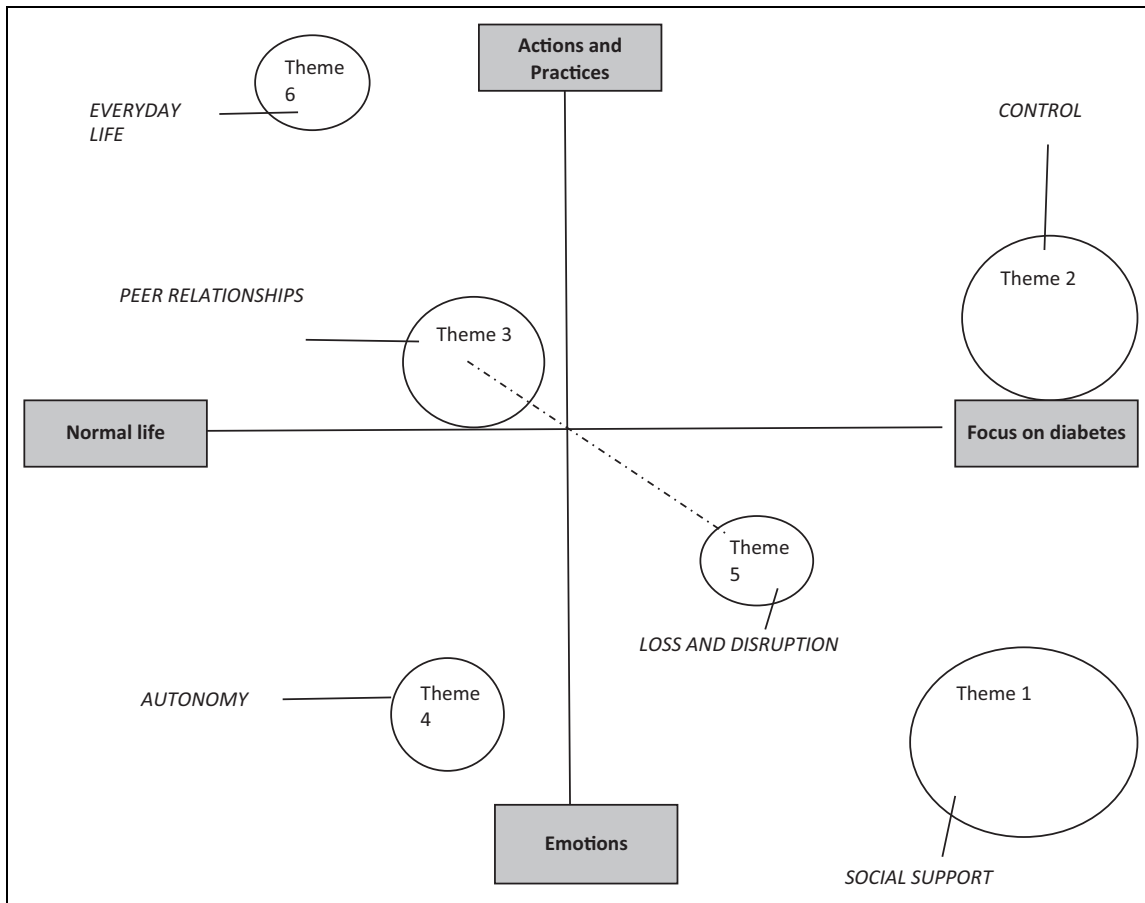 Actions and
Practices
Theme
6
EVERYDAY
LIFE
CONTROL
Theme 2
PEER RELATIONSHIPS
Theme 3
Normal life
Focus on diabetes
Theme
5
LOSS AND DISRUPTION
Theme
4
AUTONOMY
Theme 1
Emotions
SOCIAL SUPPORT